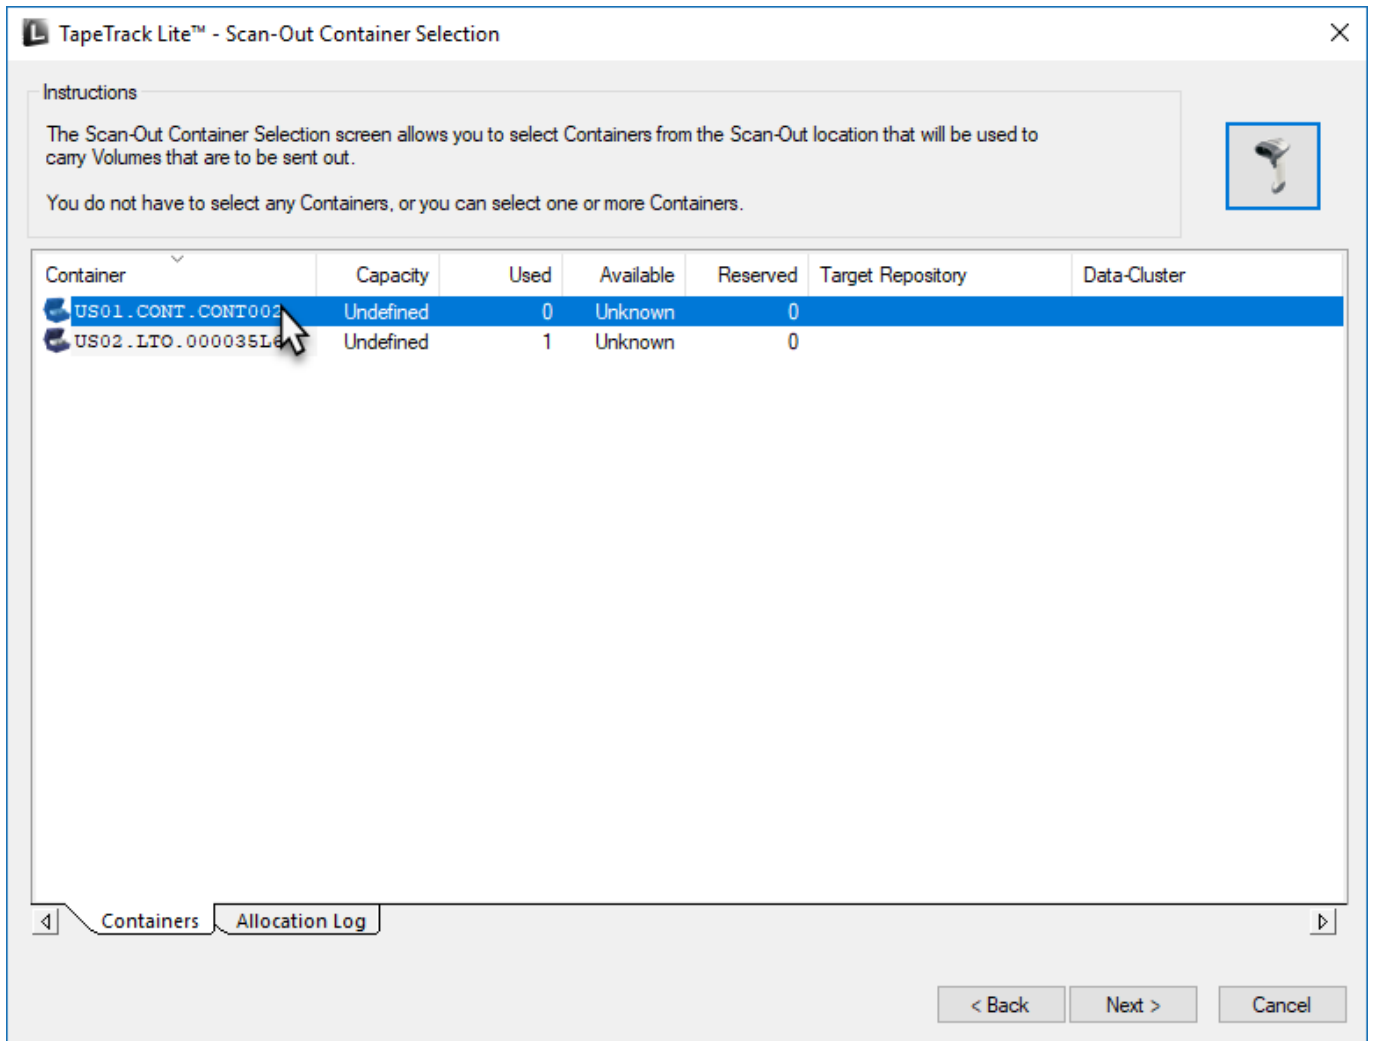 TapeTrack Lite™ - Scan-Out Container Selection
Instructions
The Scan-Out Container Selection screen allows you to select Containers from the Scan-Out location that will be used to
carry Volumes that are to be sent out.
You do not have to select any Containers, or you can select one or more Containers.
Container Capacity Used Available Reserved Target Repository Data-Cluster
US01.CONT.CONT002 Undefined 0 Unknown 0
US02.LTO.000035L6 Undefined 1 Unknown 0
Containers Allocation Log
< Back Next > Cancel